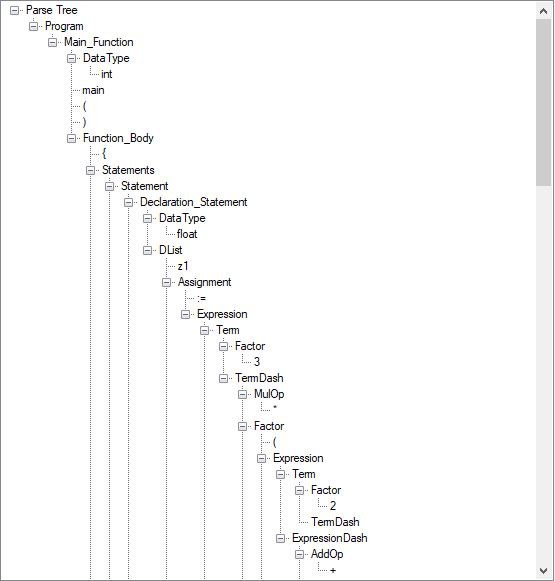 Parse Tree
Program
Main_Function
DataType
int
main
(
)
Function_Body
{
Statements
Statement
Declaration_Statement
DataType
float
DList
z1
Assignment
:=
Expression
Term
Factor
3
TermDash
MulOp
*
Factor
(
Expression
Term
Factor
2
TermDash
ExpressionDash
AddOp
+